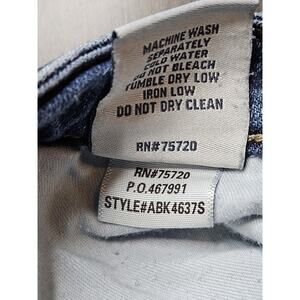 MACHINE WASH
SEPARATELY
COLD WATER
DO NOT BLEACH
TUMBLE DRY LOW
IRON LOW
DO NOT DRY CLEAN
RN#75720
RN#75720
P.O.467991
STYLE#ABK4637S